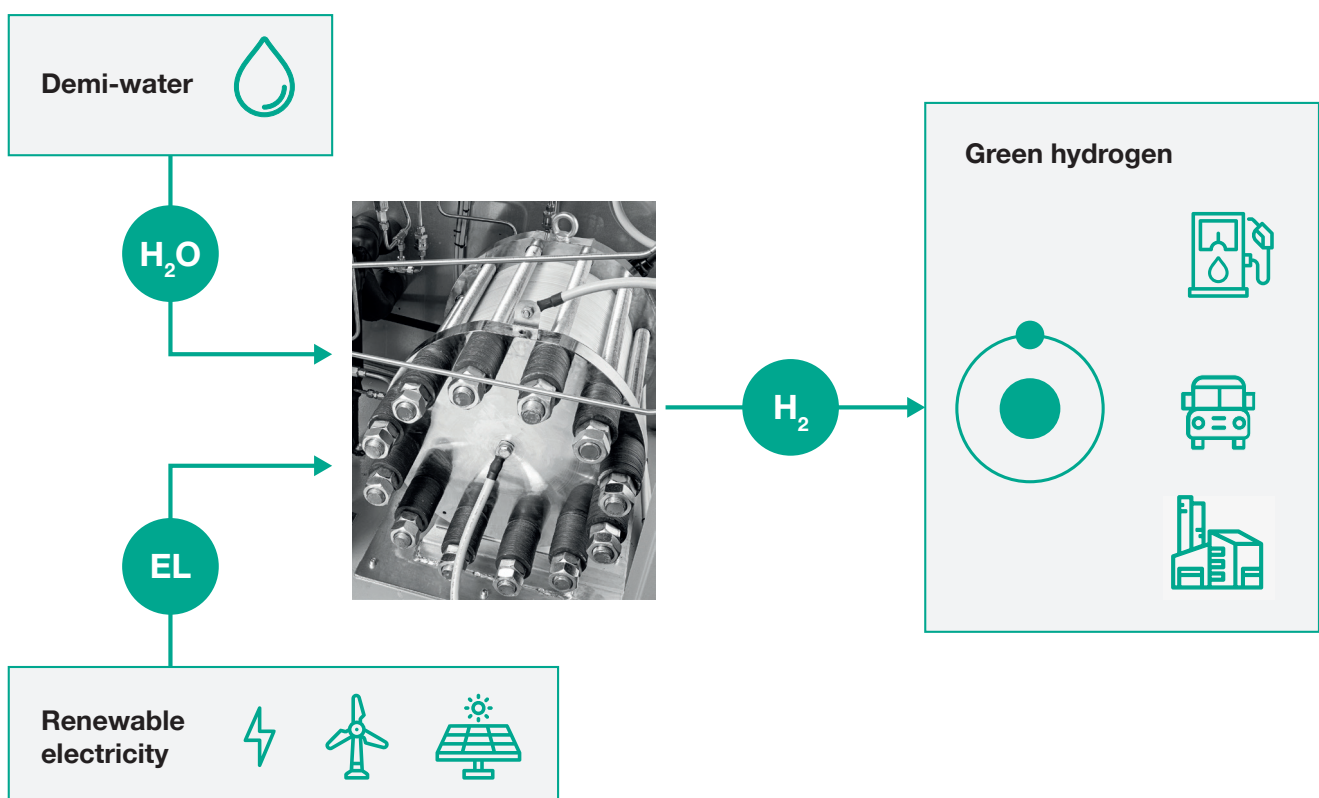 Demi-water
H₂O
Green hydrogen
H₂
EL
Renewable
electricity